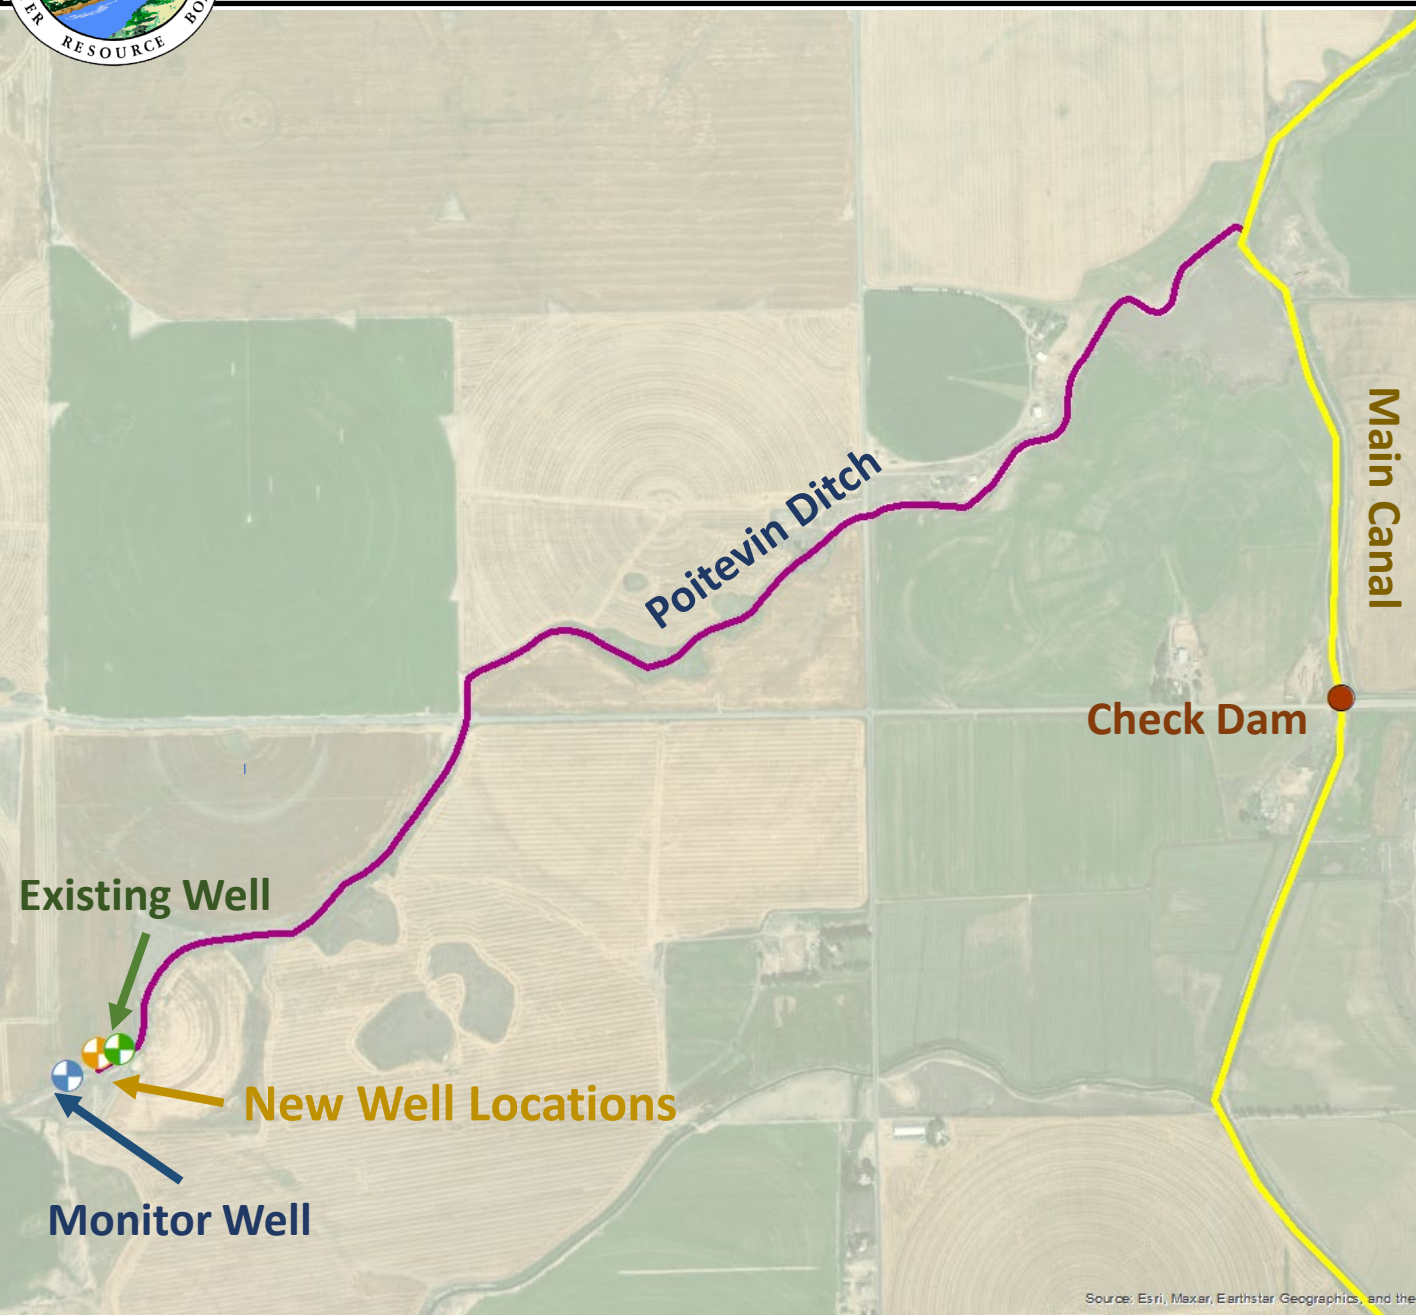 RESOURCE
Main Canal
Poitevin Ditch
Check Dam
Existing Well
New Well Locations
Monitor Well
Source: Esri, Maxar, Earthstar Geographics, and the